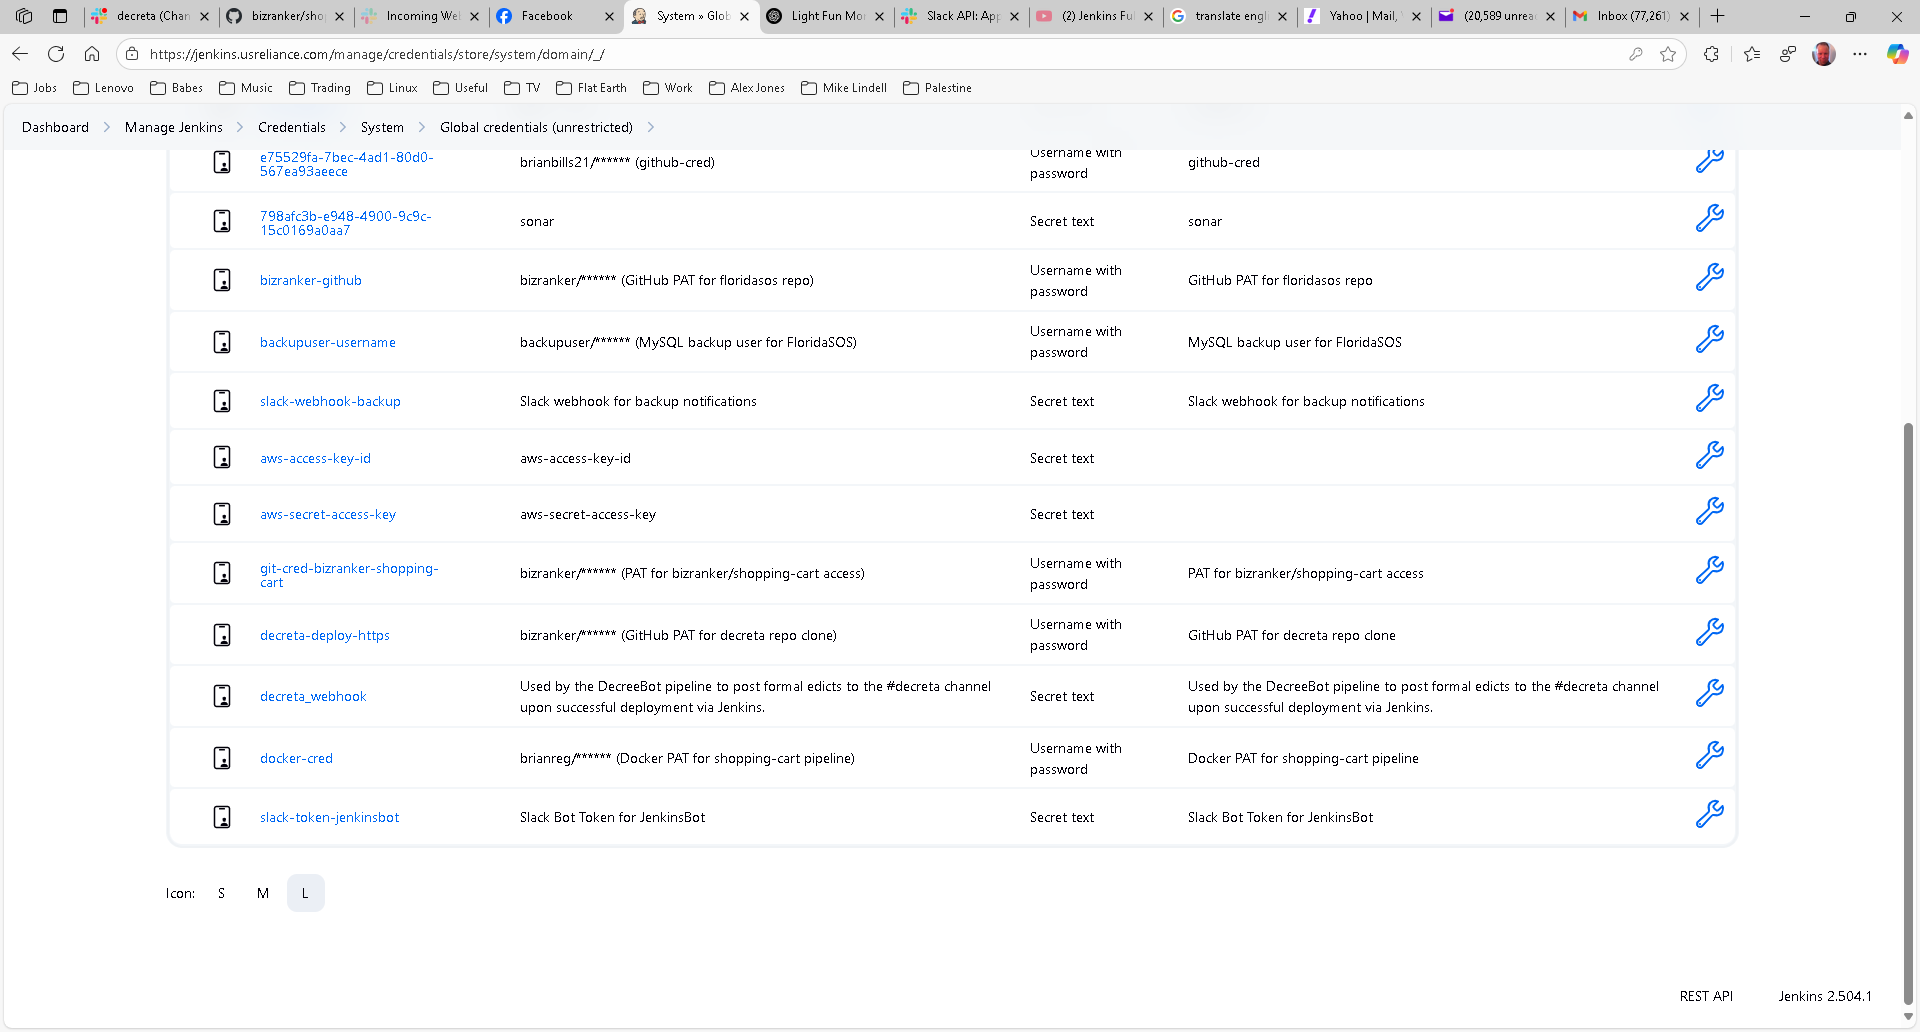 decreta (Chan
bizranker/sho
Incoming We
Facebook
System » Glob
Light Fun Mo
Slack API: App
(2) Jenkins Fu
translate engl
Yahoo | Mail,
(20,589 unrea
Inbox (77,261)
https://jenkins.usreliance.com/manage/credentials/store/system/domain/_/
Jobs
Lenovo
Babes
Music
Trading
Linux
Useful
TV
Flat Earth
Work
Alex Jones
Mike Lindell
Palestine
Dashboard
Manage Jenkins
Credentials
System
Global credentials (unrestricted)
e75529fa-7bec-4ad1-80d0-
567ea93aeece
brianbills21/****** (github-cred)
Username with
password
github-cred
798afc3b-e948-4900-9c9c-
15c0169a0aa7
sonar
Secret text
sonar
bizranker-github
bizranker/****** (GitHub PAT for floridasos repo)
Username with
password
GitHub PAT for floridasos repo
backupuser-username
backupuser/****** (MySQL backup user for FloridaSOS)
Username with
password
MySQL backup user for FloridaSOS
slack-webhook-backup
Slack webhook for backup notifications
Secret text
Slack webhook for backup notifications
aws-access-key-id
aws-access-key-id
Secret text
aws-secret-access-key
aws-secret-access-key
Secret text
git-cred-bizranker-shopping-
cart
bizranker/****** (PAT for bizranker/shopping-cart access)
Username with
password
PAT for bizranker/shopping-cart access
decreta-deploy-https
bizranker/****** (GitHub PAT for decreta repo clone)
Username with
password
GitHub PAT for decreta repo clone
decreta_webhook
Used by the DecreeBot pipeline to post formal edicts to the #decreta channel
upon successful deployment via Jenkins.
Secret text
Used by the DecreeBot pipeline to post formal edicts to the #decreta channel
upon successful deployment via Jenkins.
docker-cred
brianreg/****** (Docker PAT for shopping-cart pipeline)
Username with
password
Docker PAT for shopping-cart pipeline
slack-token-jenkinsbot
Slack Bot Token for JenkinsBot
Secret text
Slack Bot Token for JenkinsBot
Icon:
S
M
L
REST API
Jenkins 2.504.1